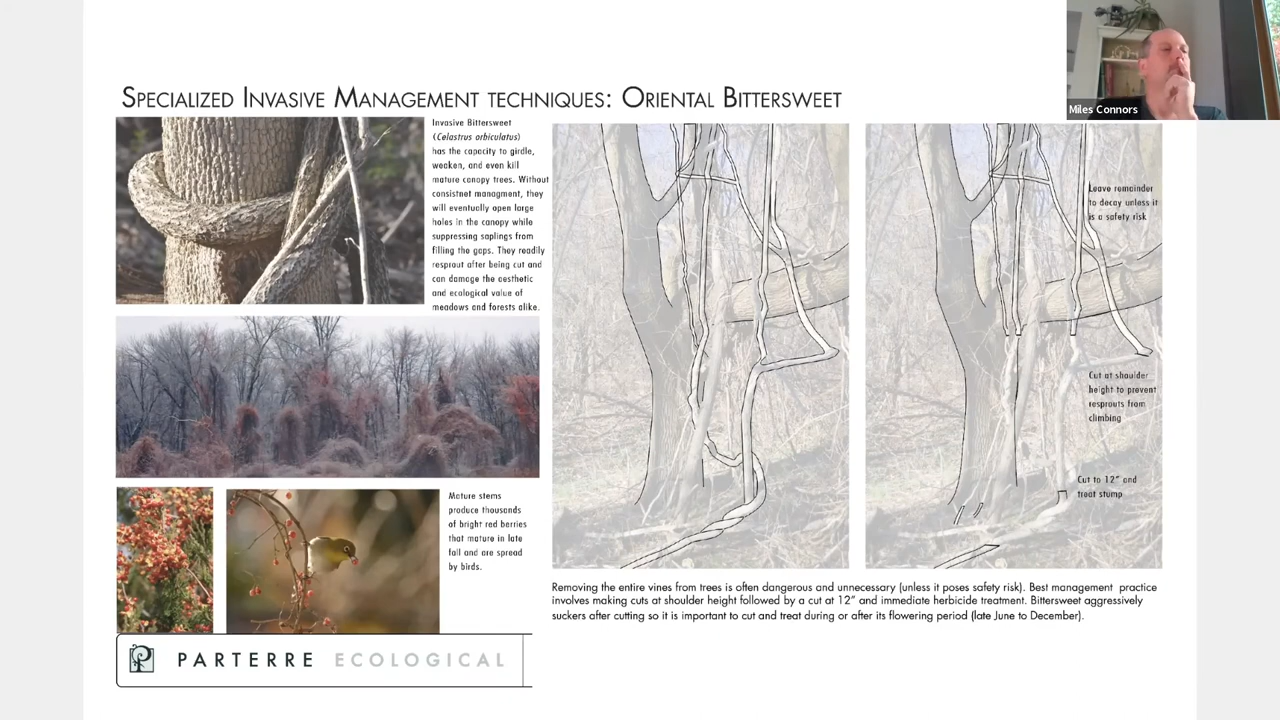 SPECIALIZED INVASIVE MANAGEMENT TECHNIQUES: ORIENTAL BITTERSWEET
Miles Connors
Invasive Bittersweet
(Celastrus orbiculatus)
has the capacity to girdle,
weaken, and even kill
mature canopy trees. Without
consistnet managment, they
will eventually open large
holes in the canopy while
suppressing saplings from
filling the gaps. They readily
resprout after being cut and
can damage the aesthetic
and ecological value of
meadows and forests alike.
Mature stems
produce thousands
of bright red berries
that mature in late
fall and are spread
by birds.
Leave remainder
to decay unless it
is a safety risk
Cut at shoulder
height to prevent
resprouts from
climbing
Cut to 12" and
treat stump
Removing the entire vines from trees is often dangerous and unnecessary (unless it poses safety risk). Best management practice
involves making cuts at shoulder height followed by a cut at 12" and immediate herbicide treatment. Bittersweet aggressively
suckers after cutting so it is important to cut and treat during or after its flowering period (late June to December).
PARTERRE ECOLOGICAL